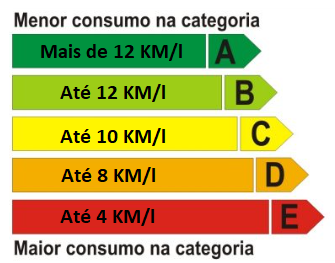 Menor consumo na categoria
Mais de 12 KM/l A
Até 12 KM/l B
Até 10 KM/l C
Até 8 KM/l D
Até 4 KM/l E
Maior consumo na categoria